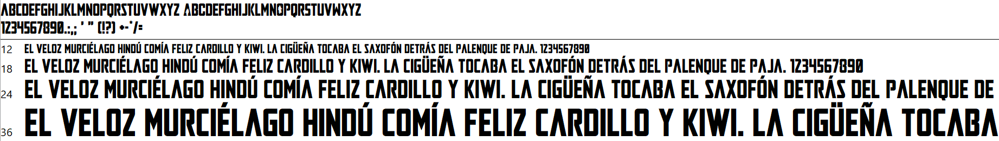 ABCDEFGHIJKLMNOPQRSTUVWXYZ ABCDEFGHIJKLMNOPQRSTUVWXYZ
1234567890.:,; ' " (!?) +-*/=
12 EL VELOZ MURCIÉLAGO HINDÚ COMÍA FELIZ CARDILLO Y KIWI. LA CIGÜEÑA TOCABA EL SAXOFÓN DETRÁS DEL PALENQUE DE PAJA. 1234567890
18 EL VELOZ MURCIÉLAGO HINDÚ COMÍA FELIZ CARDILLO Y KIWI. LA CIGÜEÑA TOCABA EL SAXOFÓN DETRÁS DEL PALENQUE DE PAJA. 1234567890
24 EL VELOZ MURCIÉLAGO HINDÚ COMÍA FELIZ CARDILLO Y KIWI. LA CIGÜEÑA TOCABA EL SAXOFÓN DETRÁS DEL PALENQUE DE
36 EL VELOZ MURCIÉLAGO HINDÚ COMÍA FELIZ CARDILLO Y KIWI. LA CIGÜEÑA TOCABA